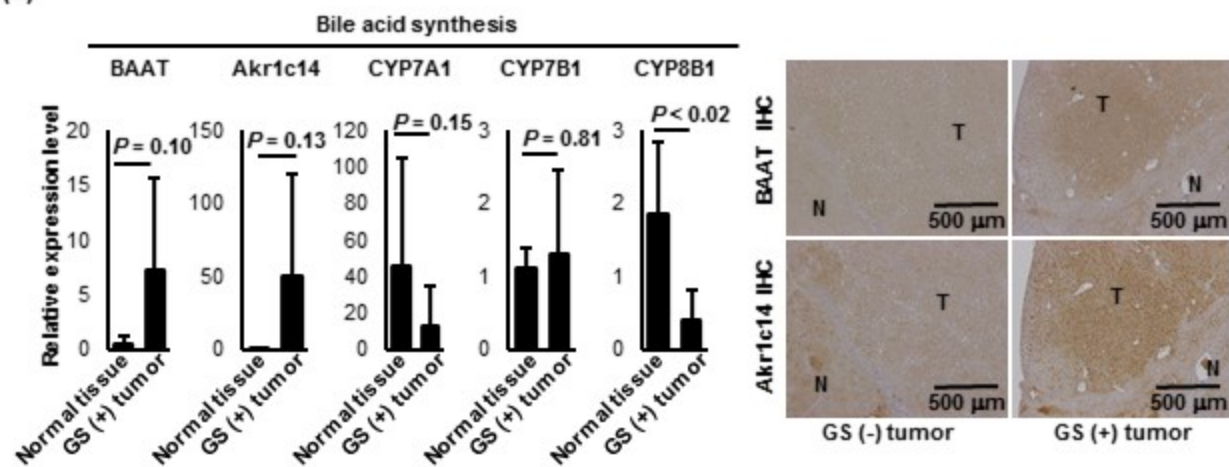 Bile acid synthesis
BAAT Akr1c14 CYP7A1 CYP7B1 CYP8B1
Relative expression level
20 15 10 5 0
P = 0.10
150 100 50 0
P = 0.13
120 100 80 60 40 20 0
P = 0.15
3 2 1 0
P = 0.81
3 2 1 0
P < 0.02
Normal tissue GS (+) tumor
Normal tissue GS (+) tumor
Normal tissue GS (+) tumor
Normal tissue GS (+) tumor
Normal tissue GS (+) tumor
BAAT IHC
T N 500 µm
T N 500 µm
Akr1c14 IHC
T N 500 µm
T N 500 µm
GS (-) tumor GS (+) tumor